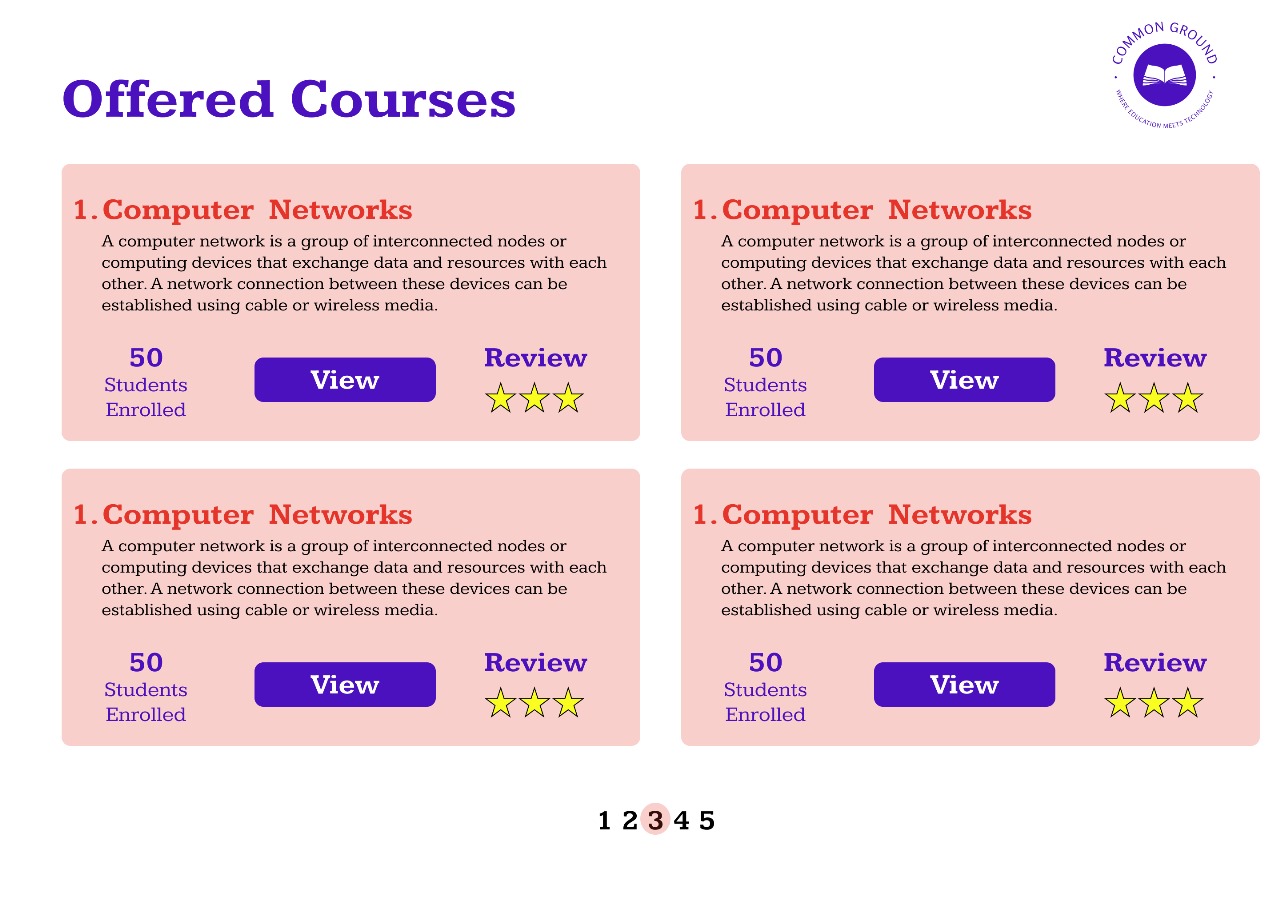 COMMON GROUND
WHERE EDUCATION MEETS TECHNOLOGY
Offered Courses
1. Computer Networks
A computer network is a group of interconnected nodes or
computing devices that exchange data and resources with each
other. A network connection between these devices can be
established using cable or wireless media.
50
Students
Enrolled
View
Review
1. Computer Networks
A computer network is a group of interconnected nodes or
computing devices that exchange data and resources with each
other. A network connection between these devices can be
established using cable or wireless media.
50
Students
Enrolled
View
Review
1. Computer Networks
A computer network is a group of interconnected nodes or
computing devices that exchange data and resources with each
other. A network connection between these devices can be
established using cable or wireless media.
50
Students
Enrolled
View
Review
1. Computer Networks
A computer network is a group of interconnected nodes or
computing devices that exchange data and resources with each
other. A network connection between these devices can be
established using cable or wireless media.
50
Students
Enrolled
View
Review
1 2 3 4 5